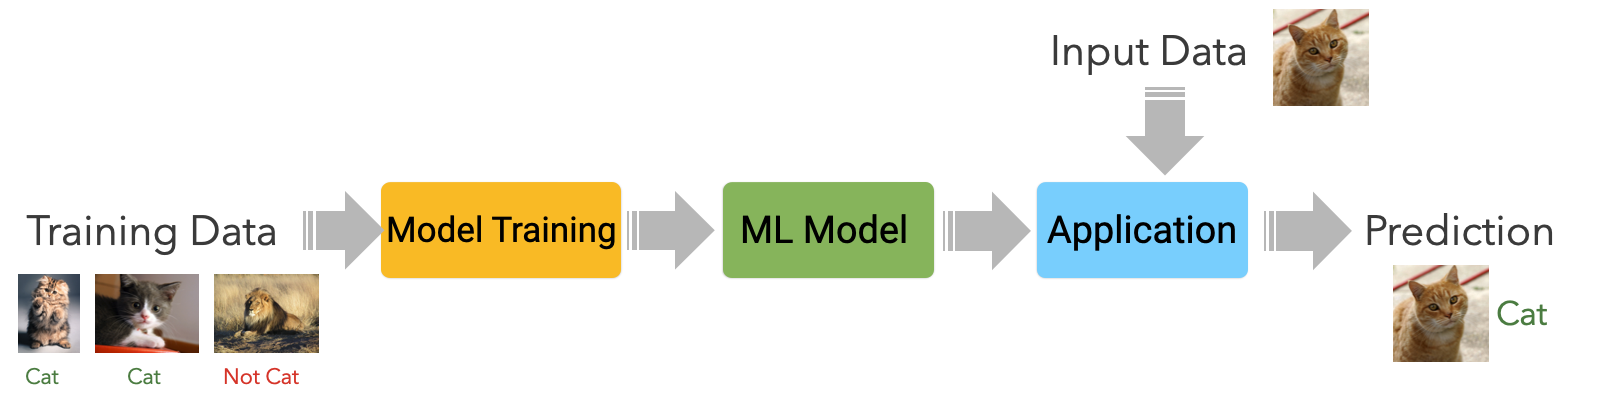 Input Data
Training Data
Model Training
ML Model
Application
Prediction
Cat
Cat
Cat
Not Cat